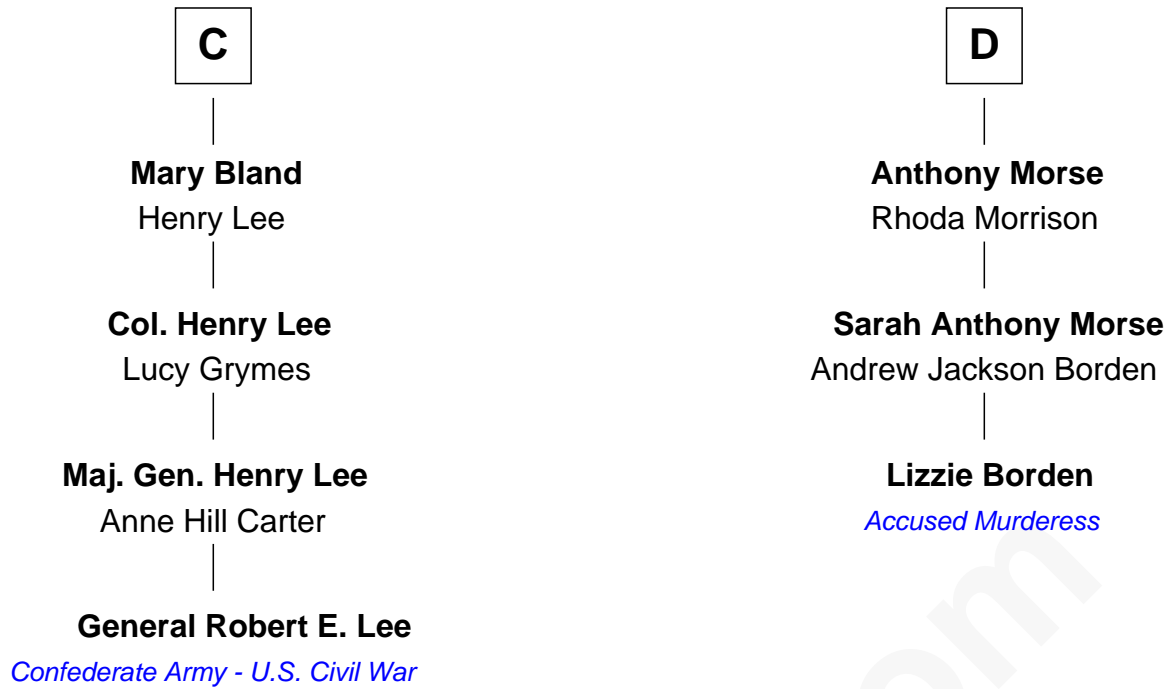 C
Mary Bland
Henry Lee
Col. Henry Lee
Lucy Grymes
Maj. Gen. Henry Lee
Anne Hill Carter
General Robert E. Lee
Confederate Army - U.S. Civil War
D
Anthony Morse
Rhoda Morrison
Sarah Anthony Morse
Andrew Jackson Borden
Lizzie Borden
Accused Murderess
om